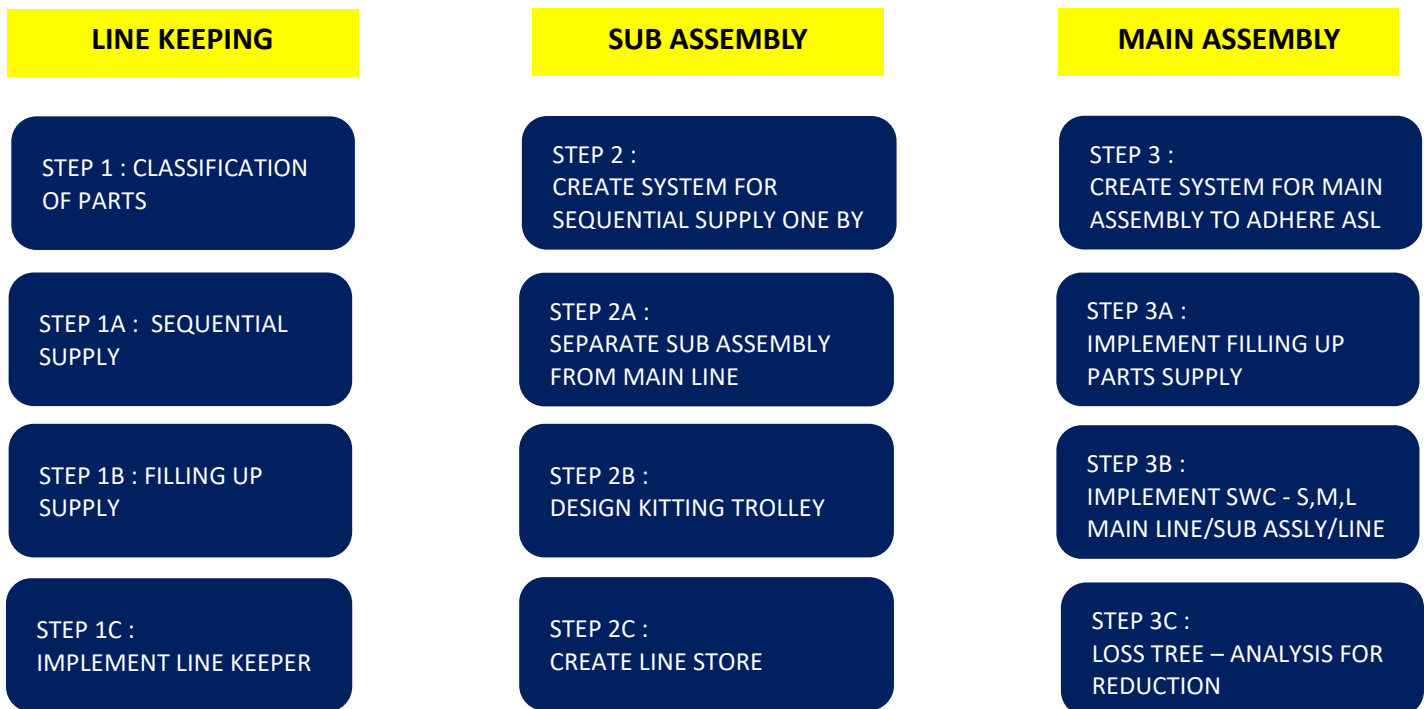 LINE KEEPING
STEP 1 : CLASSIFICATION
OF PARTS
STEP 1A :  SEQUENTIAL
SUPPLY
STEP 1B : FILLING UP
SUPPLY
STEP 1C :
IMPLEMENT LINE KEEPER
SUB ASSEMBLY
STEP 2 :
CREATE SYSTEM FOR
SEQUENTIAL SUPPLY ONE BY
STEP 2A :
SEPARATE SUB ASSEMBLY
FROM MAIN LINE
STEP 2B :
DESIGN KITTING TROLLEY
STEP 2C :
CREATE LINE STORE
MAIN ASSEMBLY
STEP 3 :
CREATE SYSTEM FOR MAIN
ASSEMBLY TO ADHERE ASL
STEP 3A :
IMPLEMENT FILLING UP
PARTS SUPPLY
STEP 3B :
IMPLEMENT SWC - S,M,L
MAIN LINE/SUB ASSLY/LINE
STEP 3C :
LOSS TREE – ANALYSIS FOR
REDUCTION